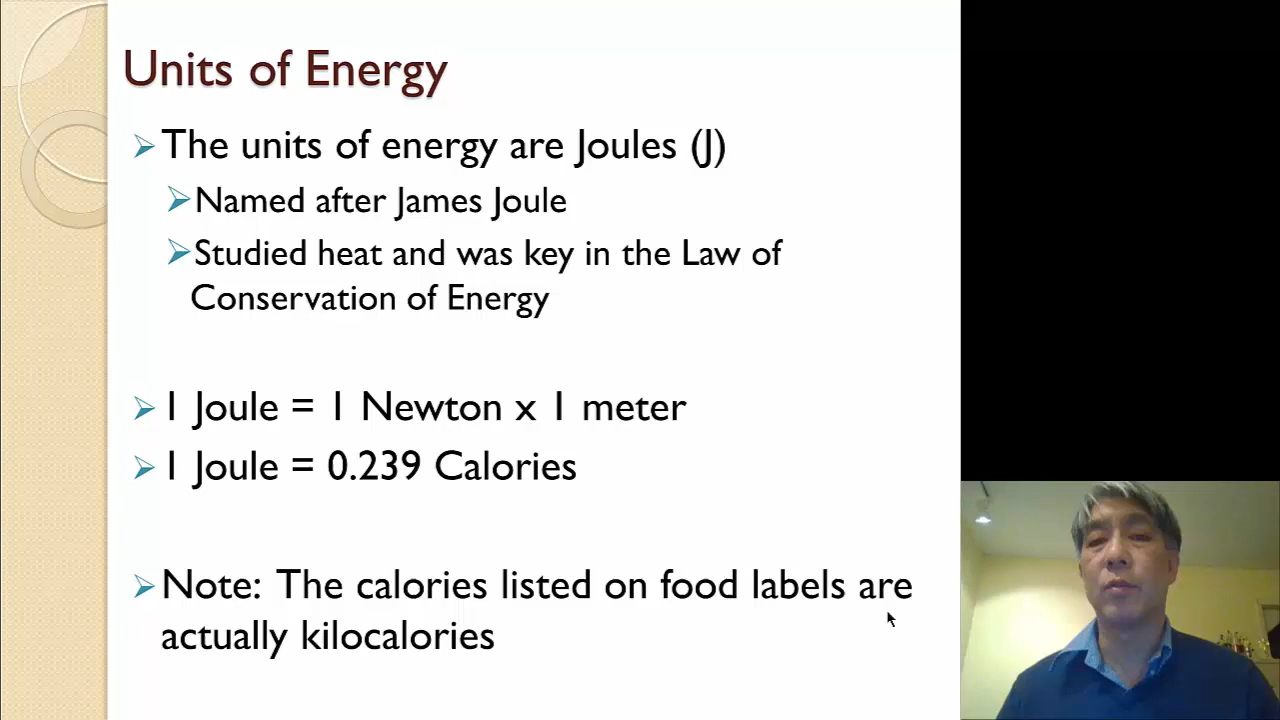 Units of Energy
The units of energy are Joules (J)
Named after James Joule
Studied heat and was key in the Law of
Conservation of Energy
1 Joule = 1 Newton x 1 meter
1 Joule = 0.239 Calories
Note: The calories listed on food labels are
actually kilocalories